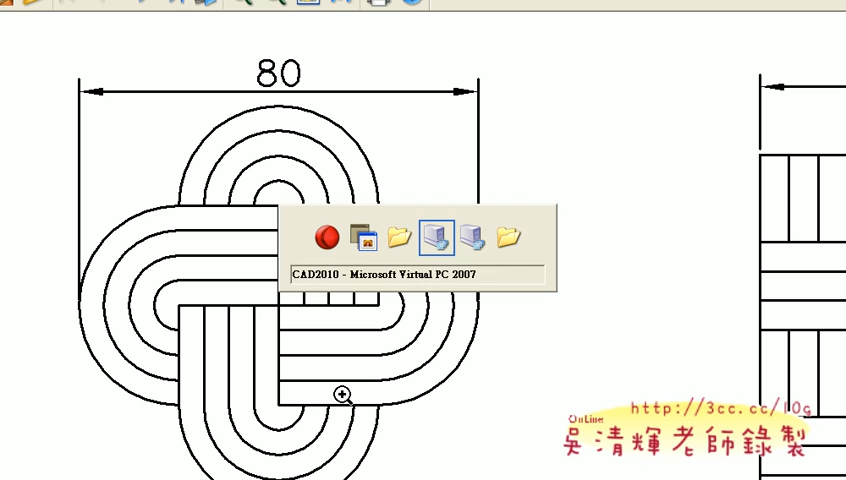 80
CAD2010 - Microsoft Virtual PC 2007
http://3cc.cc/10g
OnLine
吳清輝老師錄製